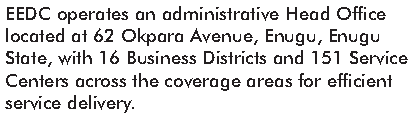 EEDC operates an administrative Head Office
located at 62 Okpara Avenue, Enugu, Enugu
State, with 16 Business Districts and 151 Service
Centers across the coverage areas for efficient
service delivery.